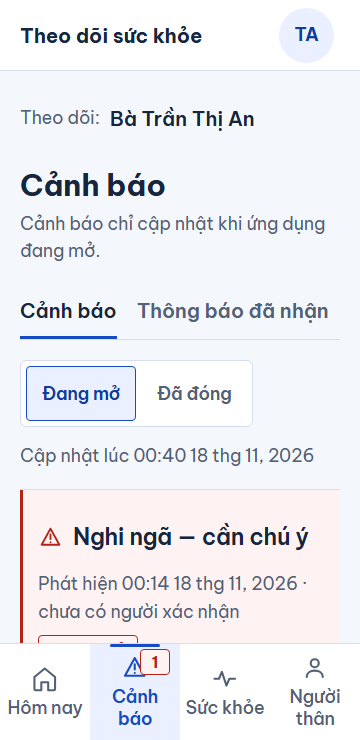 Theo dõi sức khỏe
TA
Theo dõi: Bà Trần Thị An
Cảnh báo
Cảnh báo chỉ cập nhật khi ứng dụng
đang mở.
Cảnh báo Thông báo đã nhận
Đang mở Đã đóng
Cập nhật lúc 00:40 18 thg 11, 2026
Nghi ngã — cần chú ý
Phát hiện 00:14 18 thg 11, 2026 ·
chưa có người xác nhận
1
Hôm nay
Cảnh
báo
Sức khỏe
Người
thân